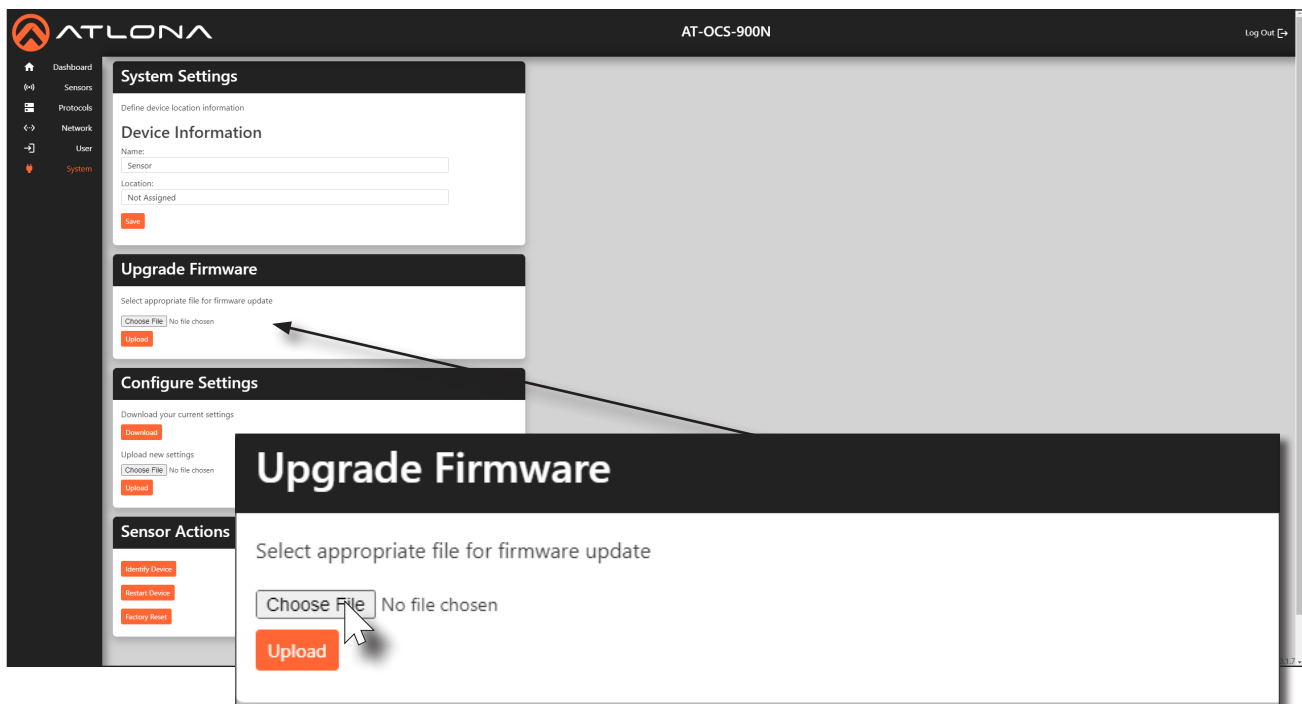 ATLONA
AT-OCS-900N
Log Out
Dashboard
Sensors
Protocols
Network
User
System
System Settings
Define device location information
Device Information
Name:
Sensor
Location:
Not Assigned
Save
Upgrade Firmware
Select appropriate file for firmware update
Choose File No file chosen
Upload
Configure Settings
Download your current settings
Download
Upload new settings
Choose File No file chosen
Upload
Sensor Actions
Identify Device
Restart Device
Factory Reset
Upgrade Firmware
Select appropriate file for firmware update
Choose File No file chosen
Upload